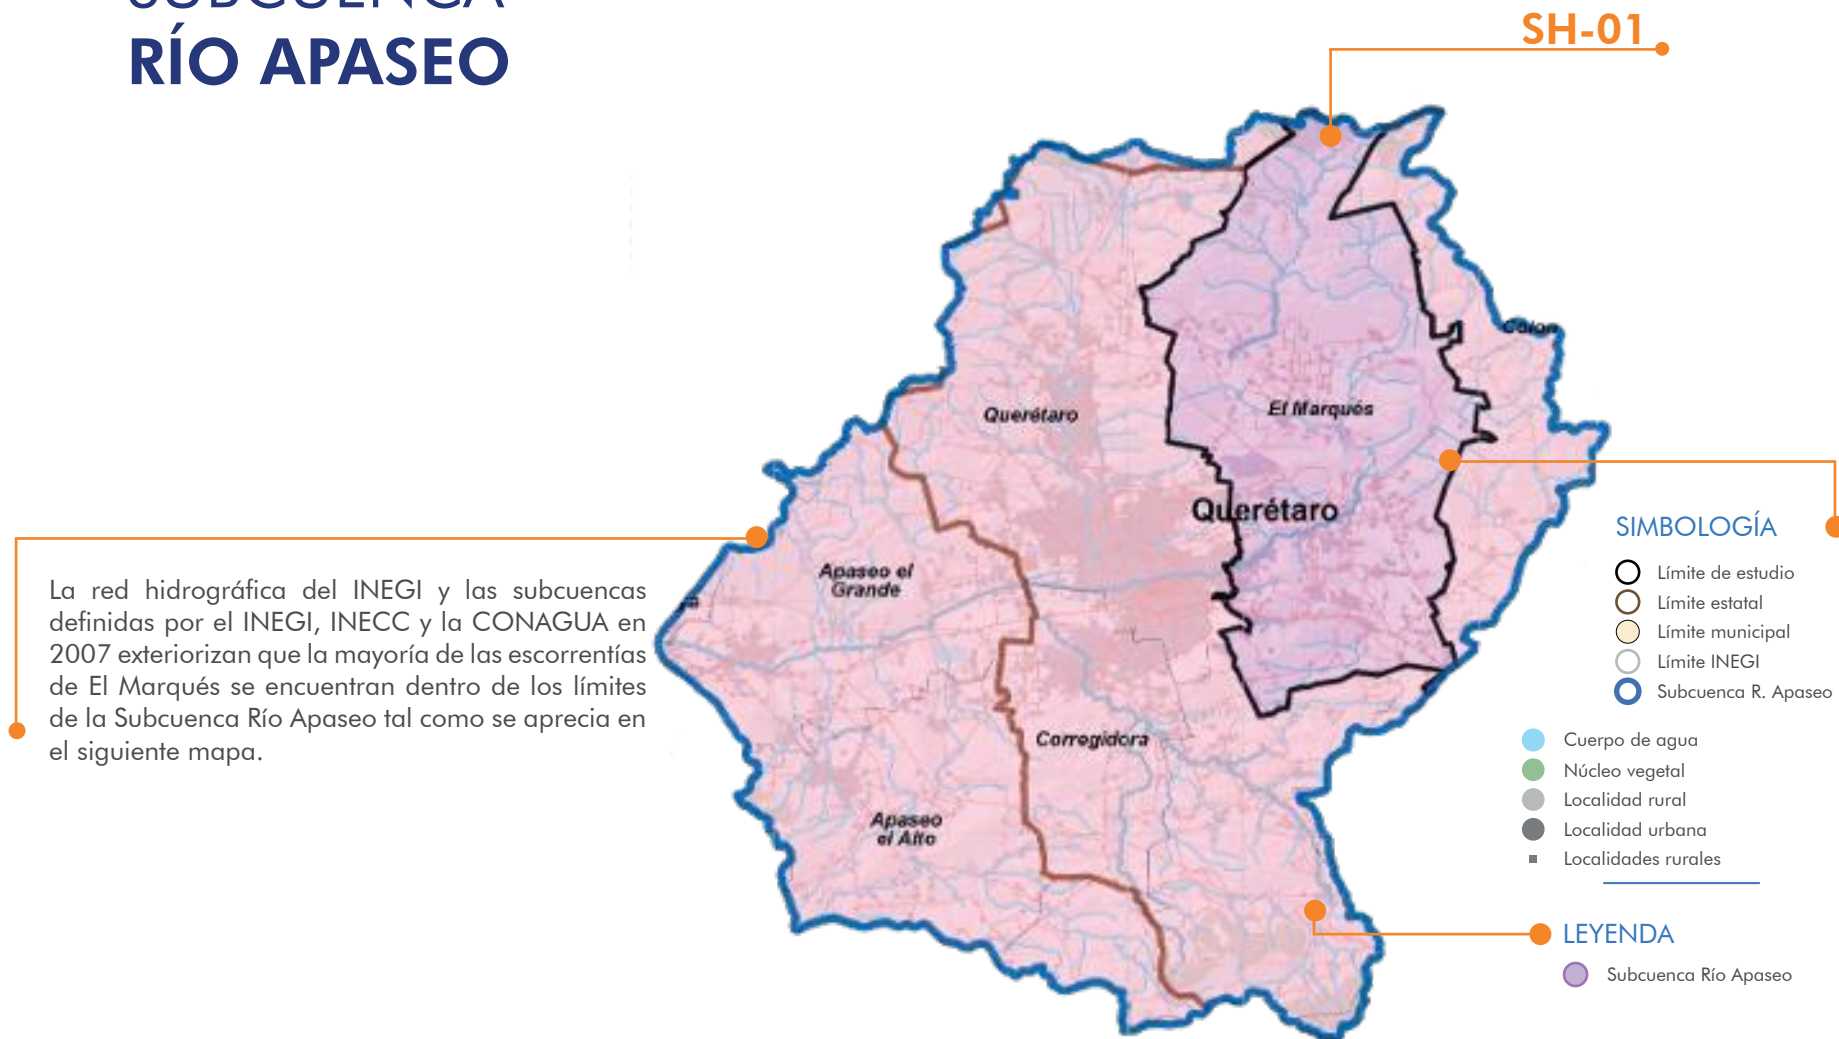 SUBCUENCA
RÍO APASEO
SH-01
La red hidrográfica del INEGI y las subcuencas
definidas por el INEGI, INECC y la CONAGUA en
2007 exteriorizan que la mayoría de las escorrentías
de El Marqués se encuentran dentro de los límites
de la Subcuenca Río Apaseo tal como se aprecia en
el siguiente mapa.
Colon
Querétaro
El Marqués
Querétaro
Apaseo el
Grande
Corregidora
Apaseo
el Alto
SIMBOLOGÍA
Límite de estudio
Límite estatal
Límite municipal
Límite INEGI
Subcuenca R. Apaseo
Cuerpo de agua
Núcleo vegetal
Localidad rural
Localidad urbana
Localidades rurales
LEYENDA
Subcuenca Río Apaseo